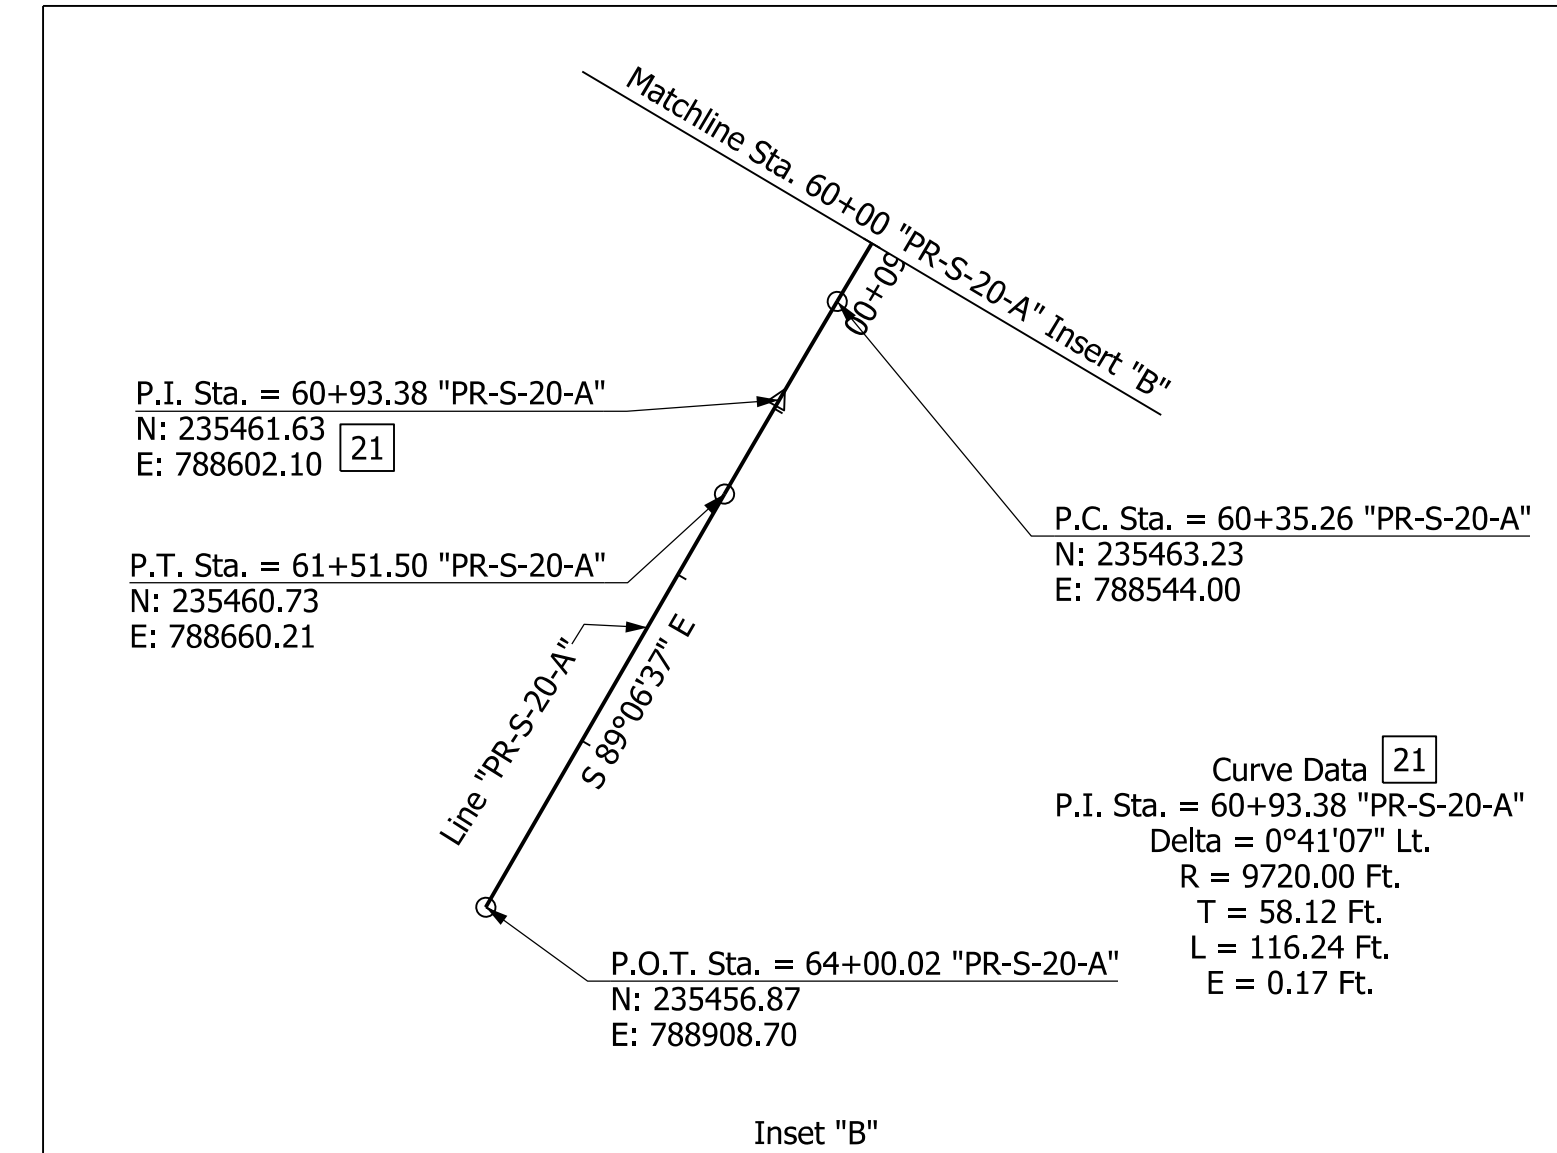 Matchline Sta. 60+00 "PR-S-20-A" Insert "B"
60+00
P.I. Sta. = 60+93.38 "PR-S-20-A"
N: 235461.63
E: 788602.10
21
P.C. Sta. = 60+35.26 "PR-S-20-A"
N: 235463.23
E: 788544.00
P.T. Sta. = 61+51.50 "PR-S-20-A"
N: 235460.73
E: 788660.21
Line "PR-S-20-A"
S 89°06'37" E
Curve Data 21
P.I. Sta. = 60+93.38 "PR-S-20-A"
Delta = 0°41'07" Lt.
R = 9720.00 Ft.
T = 58.12 Ft.
L = 116.24 Ft.
E = 0.17 Ft.
P.O.T. Sta. = 64+00.02 "PR-S-20-A"
N: 235456.87
E: 788908.70
Inset "B"